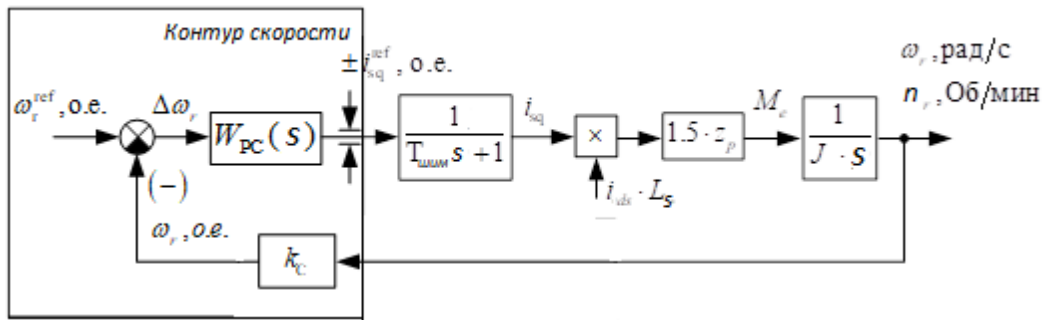 Контур скорости
ω_r^ref, о.е.
Δω_r
W_РС(s)
± i_sq^ref, о.е.
1 / (T_шим s + 1)
i_sq
×
i_ds · L_s
1.5 · z_p
M_e
1 / (J · s)
ω_r, рад/с
n_r, Об/мин
(−)
ω_r, о.е.
k_C